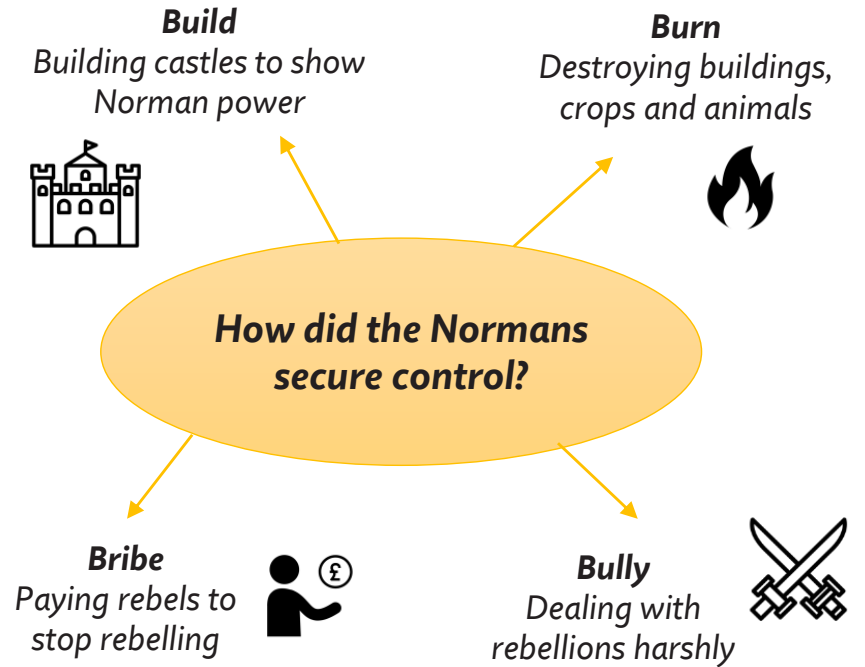 Build
Building castles to show
Norman power
Burn
Destroying buildings,
crops and animals
How did the Normans
secure control?
Bribe
Paying rebels to
stop rebelling
£
Bully
Dealing with
rebellions harshly